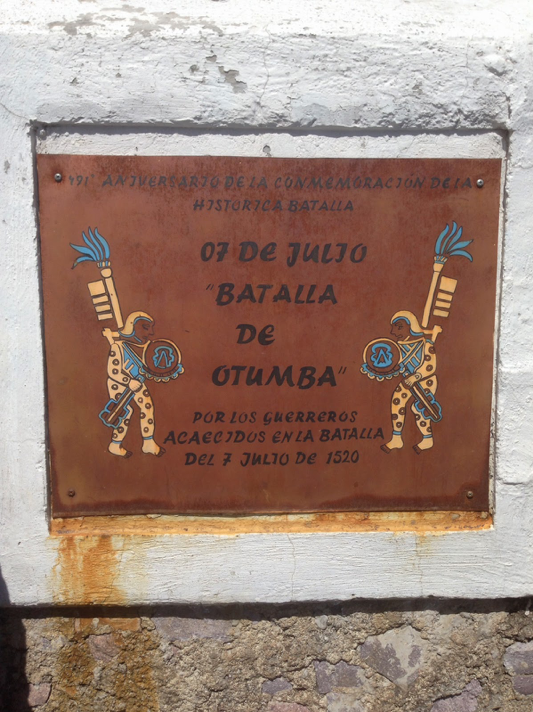 491° ANIVERSARIO DE LA CONMEMORACION DE LA
HISTORICA BATALLA
07 DE JULIO
"BATALLA
DE
OTUMBA"
POR LOS GUERREROS
ACAECIDOS EN LA BATALLA
DEL 7 JULIO DE 1520